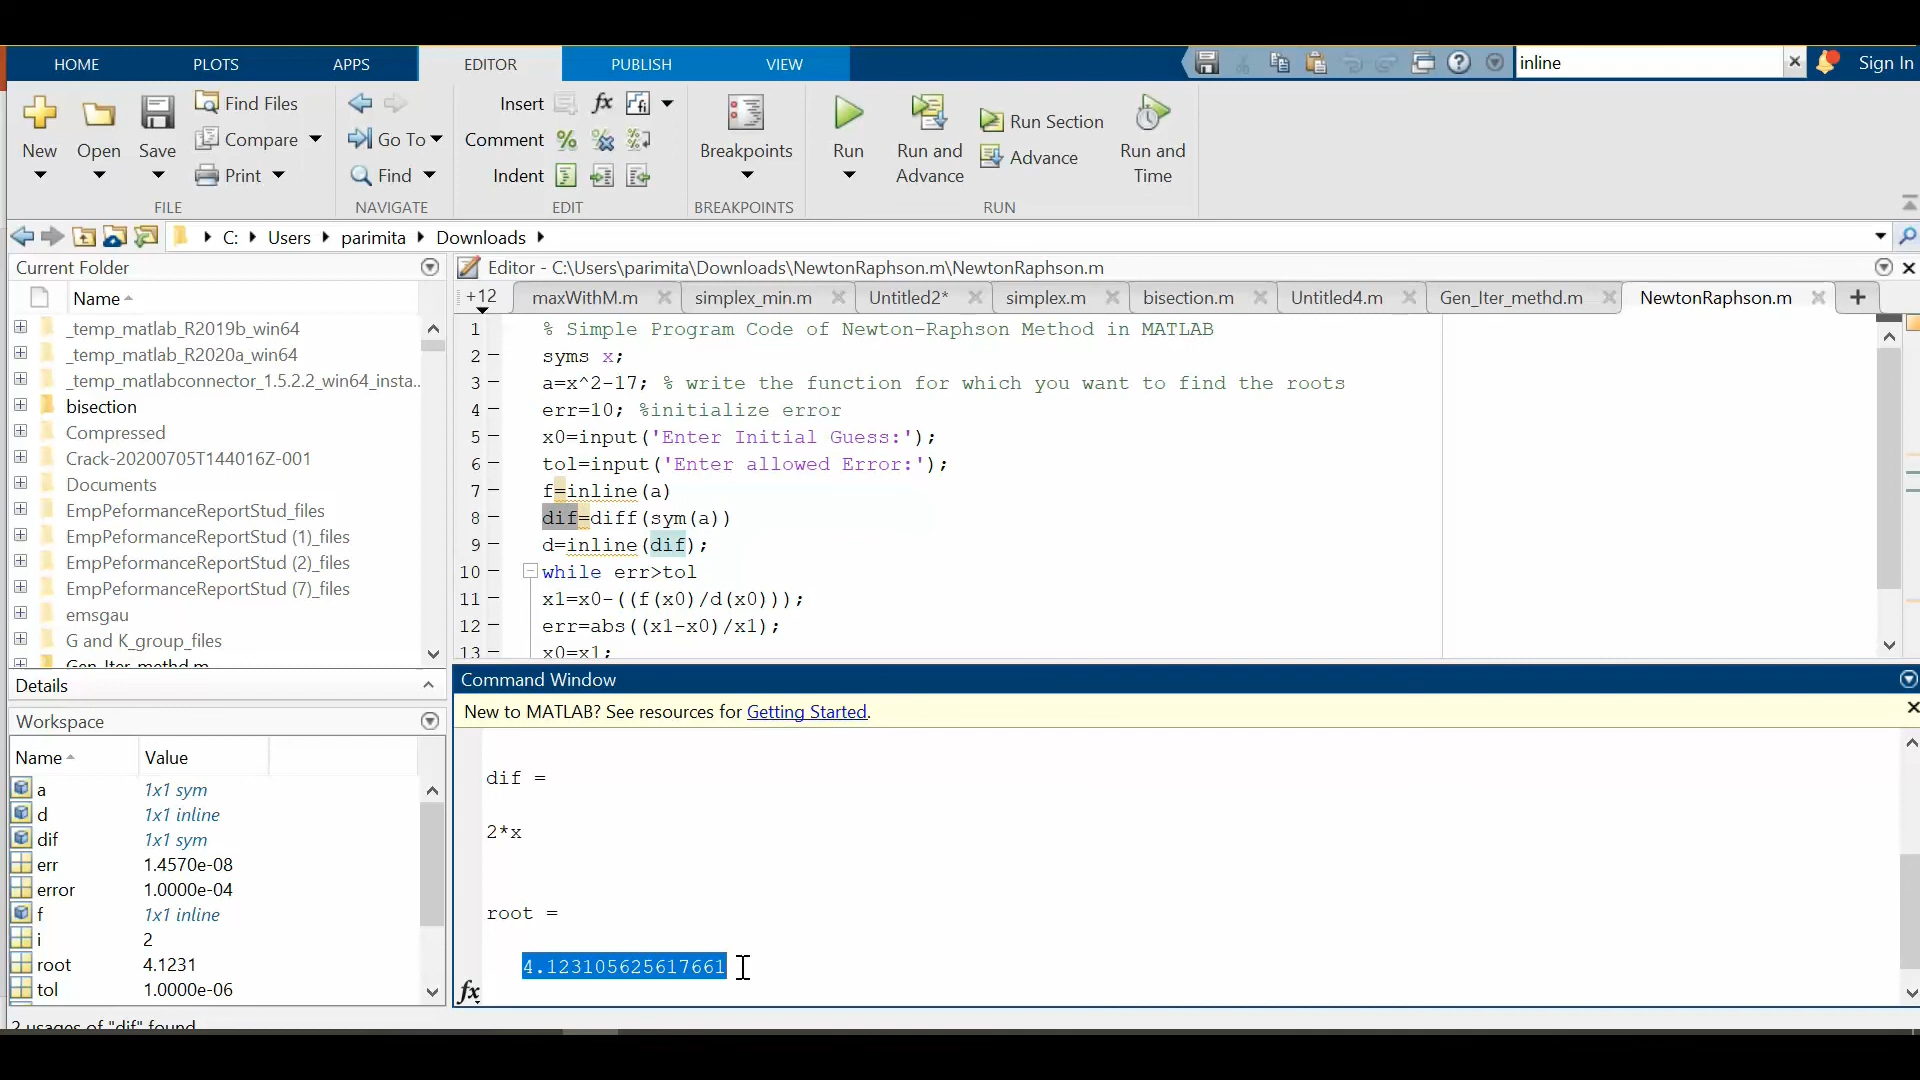 HOME PLOTS APPS EDITOR PUBLISH VIEW inline Sign In
New Open Save Find Files Compare Print
FILE
Go To Find
NAVIGATE
Insert fx
Comment % %
Indent
EDIT
Breakpoints
BREAKPOINTS
Run Run and Advance Run Section Advance Run and Time
RUN
C: Users parimita Downloads
Current Folder
Name
_temp_matlab_R2019b_win64
_temp_matlab_R2020a_win64
_temp_matlabconnector_1.5.2.2_win64_insta...
bisection
Compressed
Crack-20200705T144016Z-001
Documents
EmpPeformanceReportStud_files
EmpPeformanceReportStud (1)_files
EmpPeformanceReportStud (2)_files
EmpPeformanceReportStud (7)_files
emsgau
G and K_group_files
Gen_Iter_methd.m
Details
Workspace
Name Value
a 1x1 sym
d 1x1 inline
dif 1x1 sym
err 1.4570e-08
error 1.0000e-04
f 1x1 inline
i 2
root 4.1231
tol 1.0000e-06
2 usages of "dif" found
Editor - C:\Users\parimita\Downloads\NewtonRaphson.m\NewtonRaphson.m
+12 maxWithM.m simplex_min.m Untitled2* simplex.m bisection.m Untitled4.m Gen_Iter_methd.m NewtonRaphson.m
1 % Simple Program Code of Newton-Raphson Method in MATLAB
2 syms x;
3 a=x^2-17; % write the function for which you want to find the roots
4 err=10; %initialize error
5 x0=input('Enter Initial Guess:');
6 tol=input('Enter allowed Error:');
7 f=inline(a)
8 dif=diff(sym(a))
9 d=inline(dif);
10 while err>tol
11 x1=x0-((f(x0)/d(x0)));
12 err=abs((x1-x0)/x1);
13 x0=x1;
Command Window
New to MATLAB? See resources for Getting Started.
dif =
2*x
root =
4.123105625617661
fx